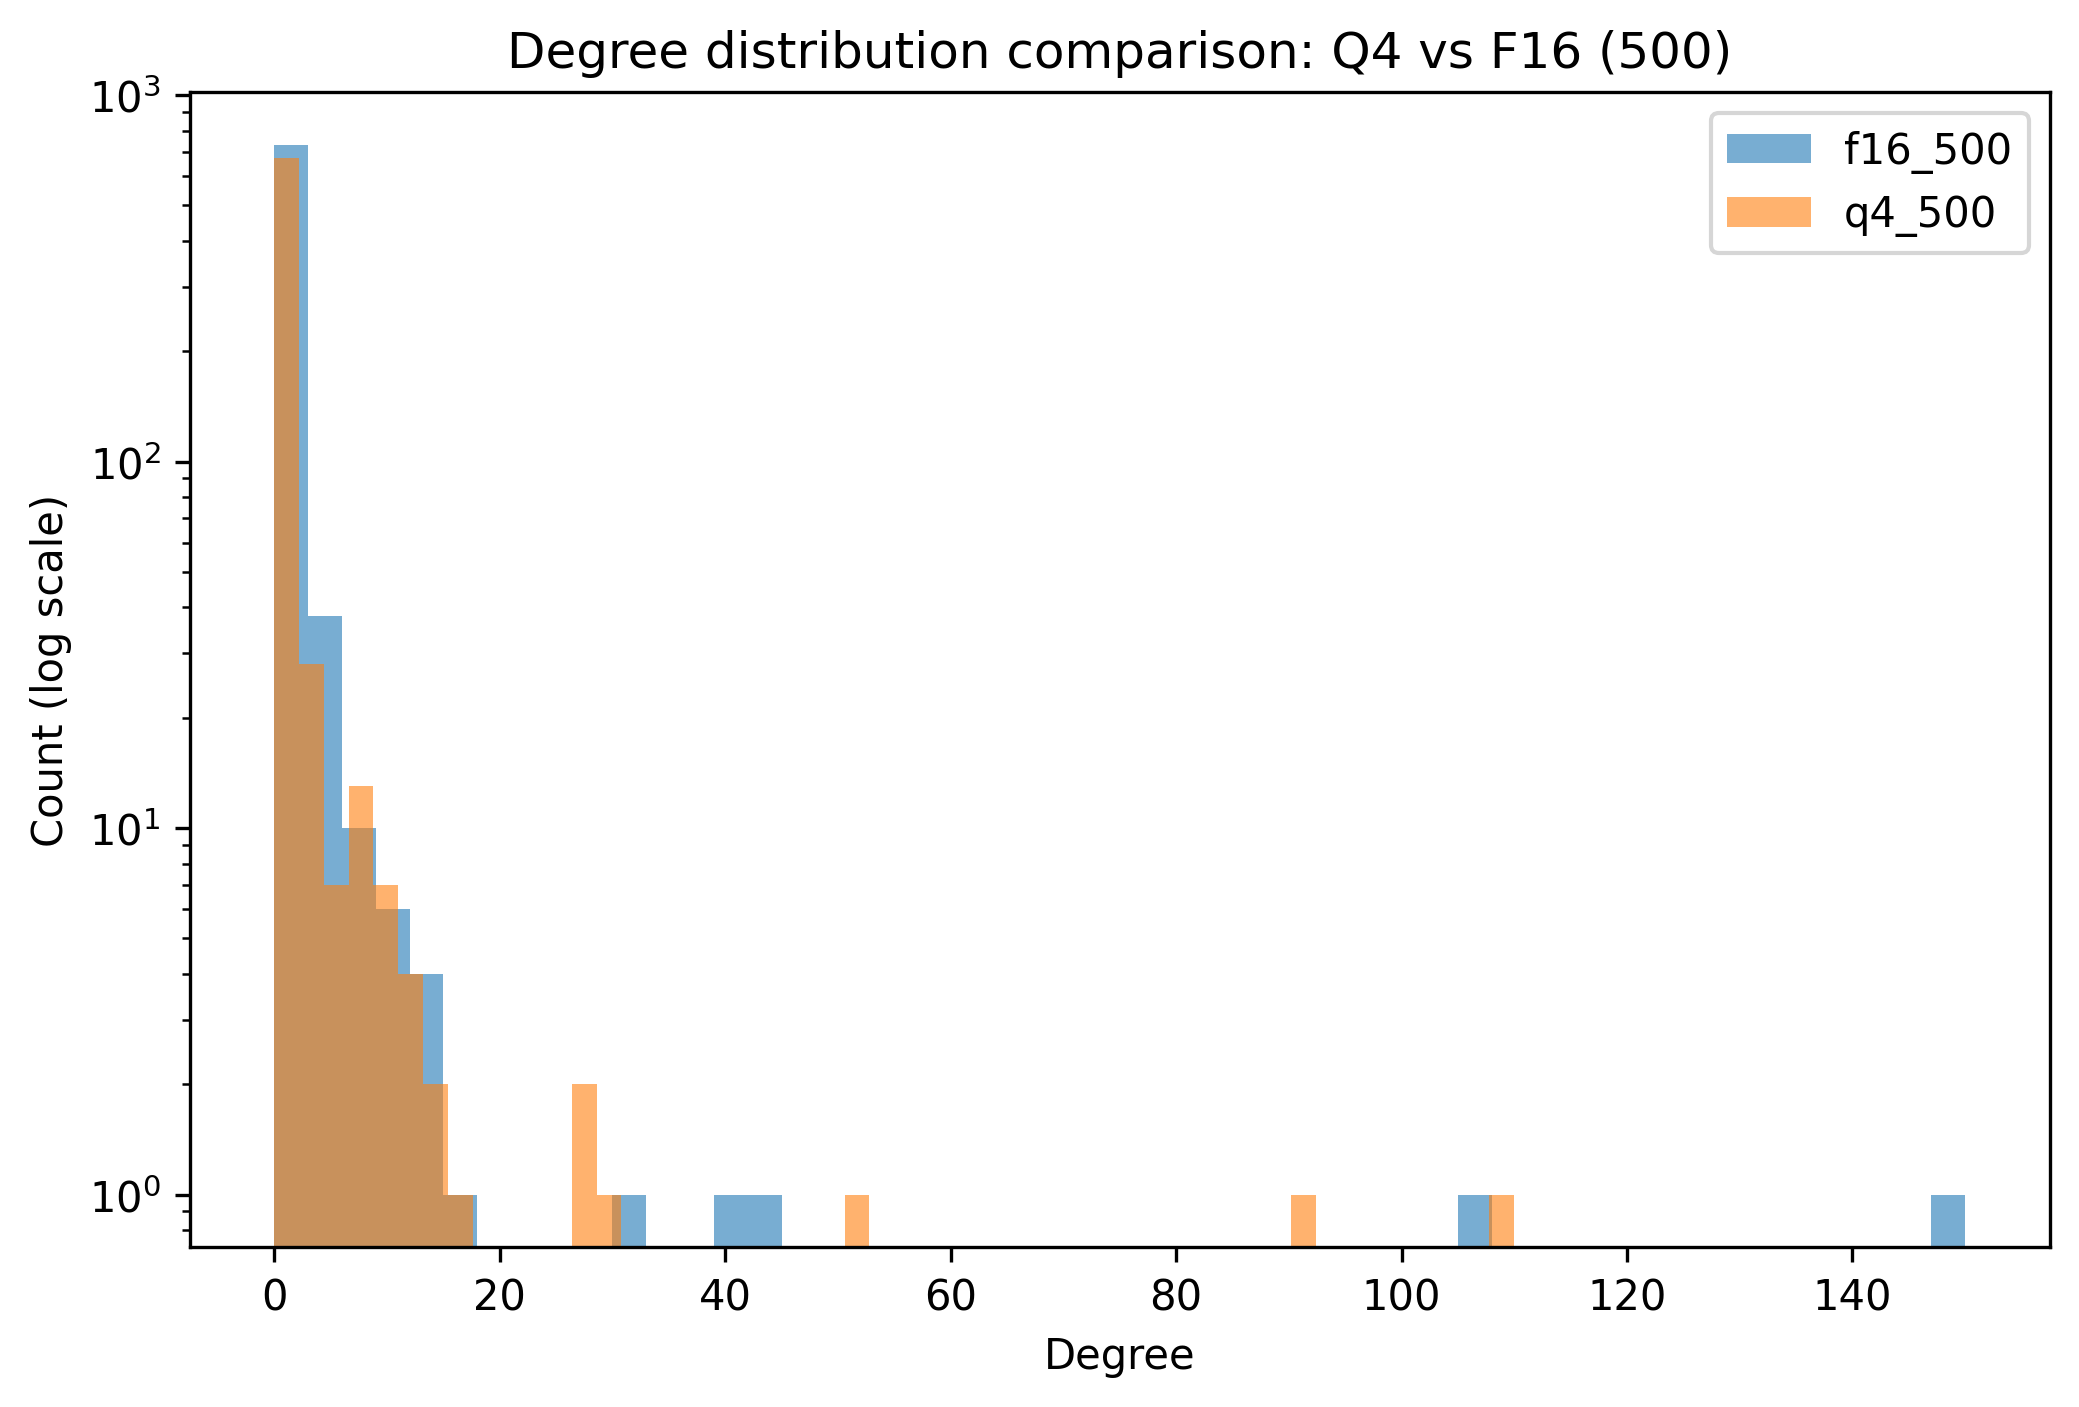 Degree distribution comparison: Q4 vs F16 (500)
f16_500
q4_500
Count (log scale)
10³
10²
10¹
10⁰
0 20 40 60 80 100 120 140
Degree